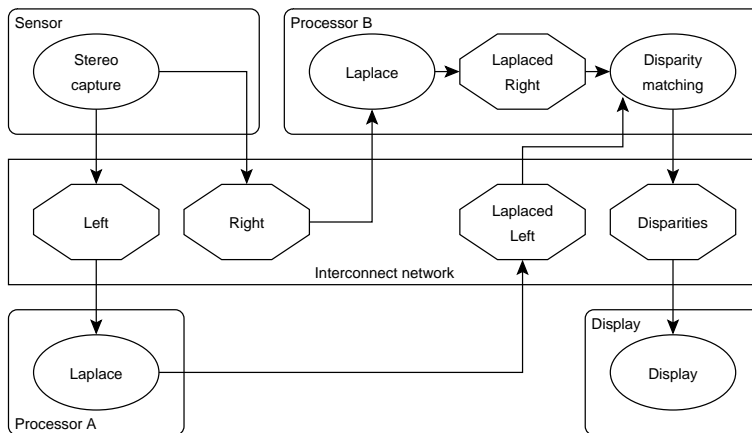 Sensor
Processor B
Stereo
capture
Laplace
Laplaced
Right
Disparity
matching
Left
Right
Laplaced
Left
Disparities
Interconnect network
Laplace
Processor A
Display
Display